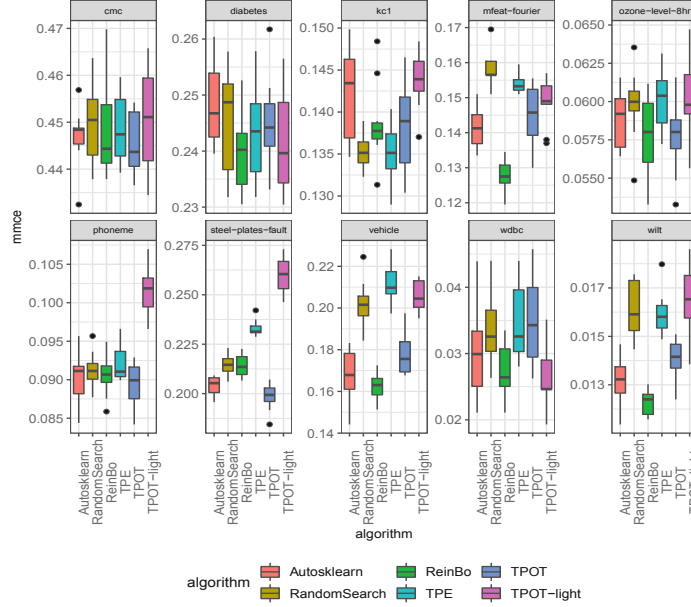 cmc diabetes kc1 mfeat-fourier ozone-level-8hr
0.47 0.26 0.150 0.17 0.0650
0.46 0.25 0.145 0.16 0.0625
0.45 0.24 0.140 0.15 0.0600
0.44 0.23 0.135 0.14 0.0575
0.130 0.13 0.0550
0.12
mmce
phoneme steel-plates-fault vehicle wdbc wilt
0.105 0.275 0.22 0.04 0.017
0.100 0.250 0.20 0.03 0.015
0.095 0.225 0.18 0.02 0.013
0.090 0.200 0.16
0.085 0.14
Autosklearn RandomSearch ReinBo TPE TPOT TPOT-light
Autosklearn RandomSearch ReinBo TPE TPOT TPOT-light
Autosklearn RandomSearch ReinBo TPE TPOT TPOT-light
Autosklearn RandomSearch ReinBo TPE TPOT TPOT-light
Autosklearn RandomSearch ReinBo TPE TPOT
algorithm
algorithm Autosklearn ReinBo TPOT
RandomSearch TPE TPOT-light